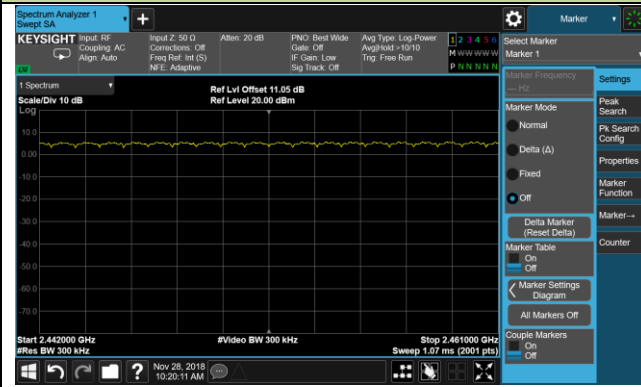 Spectrum Analyzer 1
Swept SA
Marker
KEYSIGHT
Input: RF
Coupling: AC
Align: Auto
Input Z: 50 Ω
Corrections: Off
Freq Ref: Int (S)
NFE: Adaptive
Atten: 20 dB
PNO: Best Wide
Gate: Off
IF Gain: Low
Sig Track: Off
Avg Type: Log-Power
Avg|Hold >10/10
Trig: Free Run
1 2 3 4 5 6
M W W W W W
P N N N N N
LXI
Select Marker
Marker 1
1 Spectrum
Scale/Div 10 dB
Log
Ref Lvl Offset 11.05 dB
Ref Level 20.00 dBm
10.0
0.00
-10.0
-20.0
-30.0
-40.0
-50.0
-60.0
-70.0
Start 2.442000 GHz
#Res BW 300 kHz
#Video BW 300 kHz
Stop 2.461000 GHz
Sweep 1.07 ms (2001 pts)
Marker Frequency
--- Hz
Marker Mode
Normal
Delta (Δ)
Fixed
Off
Delta Marker
(Reset Delta)
Marker Table
On
Off
Marker Settings
Diagram
All Markers Off
Couple Markers
On
Off
Settings
Peak
Search
Pk Search
Config
Properties
Marker
Function
Marker→
Counter
?
Nov 28, 2018
10:20:11 AM